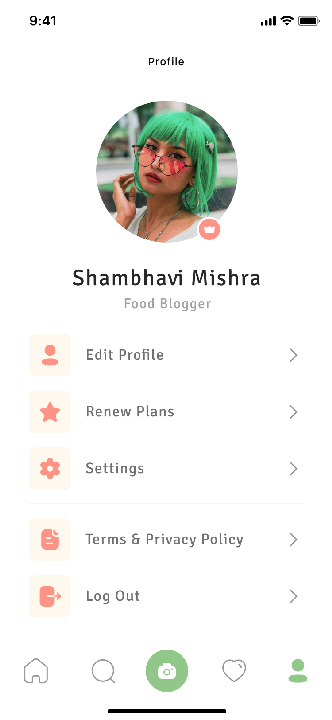 9:41
Profile
Shambhavi Mishra
Food Blogger
Edit Profile
Renew Plans
Settings
Terms & Privacy Policy
Log Out